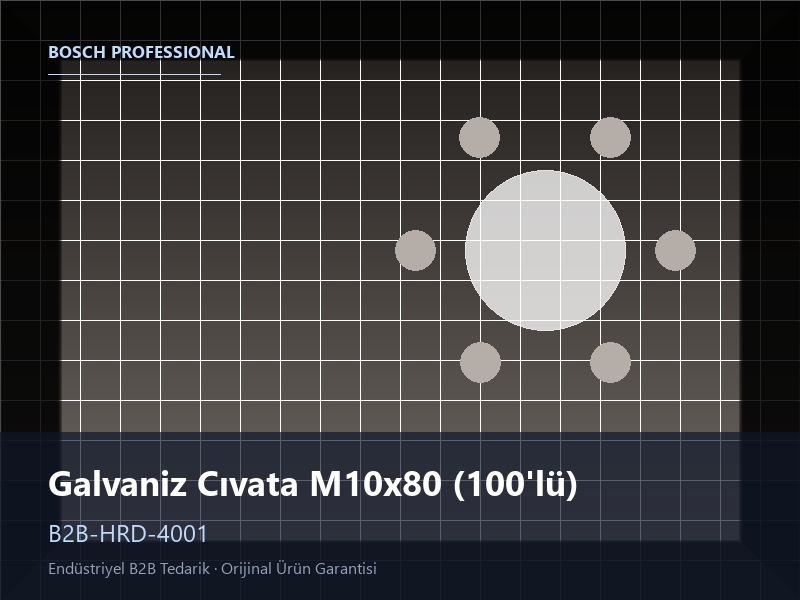 BOSCH PROFESSIONAL
Galvaniz Cıvata M10x80 (100'lü)
B2B-HRD-4001
Endüstriyel B2B Tedarik · Orijinal Ürün Garantisi